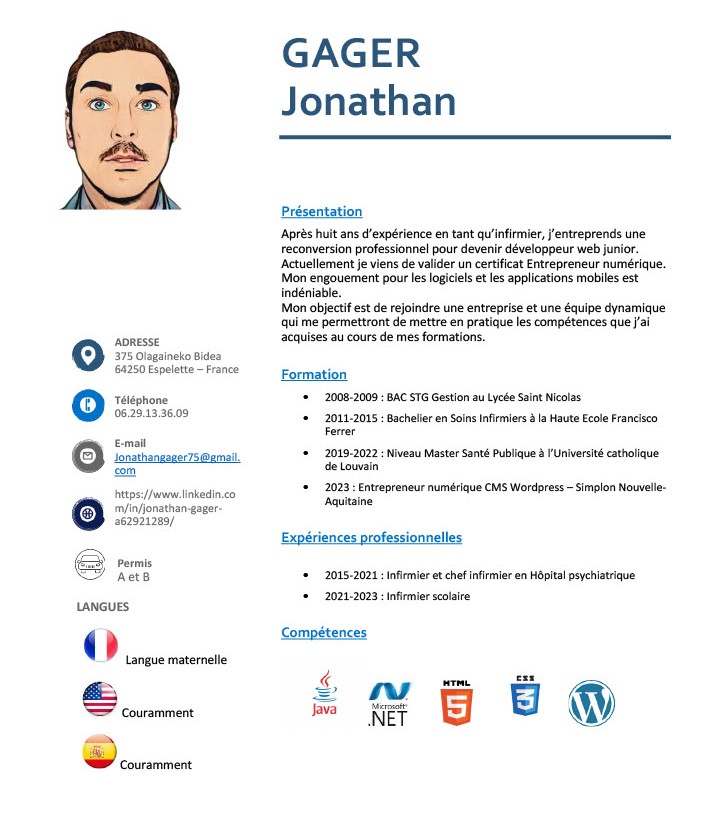 GAGER
Jonathan
Présentation
Après huit ans d'expérience en tant qu'infirmier, j'entreprends une
reconversion professionnel pour devenir développeur web junior.
Actuellement je viens de valider un certificat Entrepreneur numérique.
Mon engouement pour les logiciels et les applications mobiles est
indéniable.
Mon objectif est de rejoindre une entreprise et une équipe dynamique
qui me permettront de mettre en pratique les compétences que j'ai
acquises au cours de mes formations.
ADRESSE
375 Olagaineko Bidea
64250 Espelette – France
Téléphone
06.29.13.36.09
E-mail
Jonathangager75@gmail.
com
https://www.linkedin.co
m/in/jonathan-gager-
a62921289/
Permis
A et B
LANGUES
Langue maternelle
Couramment
Couramment
Formation
• 2008-2009 : BAC STG Gestion au Lycée Saint Nicolas
• 2011-2015 : Bachelier en Soins Infirmiers à la Haute Ecole Francisco
Ferrer
• 2019-2022 : Niveau Master Santé Publique à l'Université catholique
de Louvain
• 2023 : Entrepreneur numérique CMS Wordpress – Simplon Nouvelle-
Aquitaine
Expériences professionnelles
• 2015-2021 : Infirmier et chef infirmier en Hôpital psychiatrique
• 2021-2023 : Infirmier scolaire
Compétences
Java
Microsoft®
.NET
HTML
5
CSS
3
W